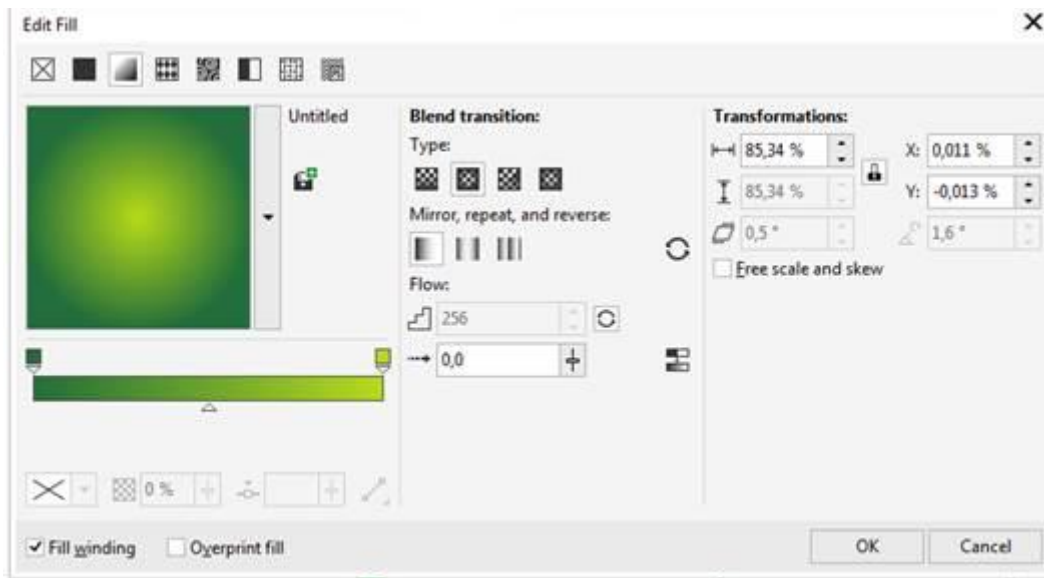 Edit Fill
Untitled
Blend transition:
Type:
Mirror, repeat, and reverse:
Flow:
256
0,0
Transformations:
85,34 %
X: 0,011 %
85,34 %
Y: -0,013 %
0,5 °
1,6 °
Free scale and skew
0 %
Fill winding
Overprint fill
OK
Cancel